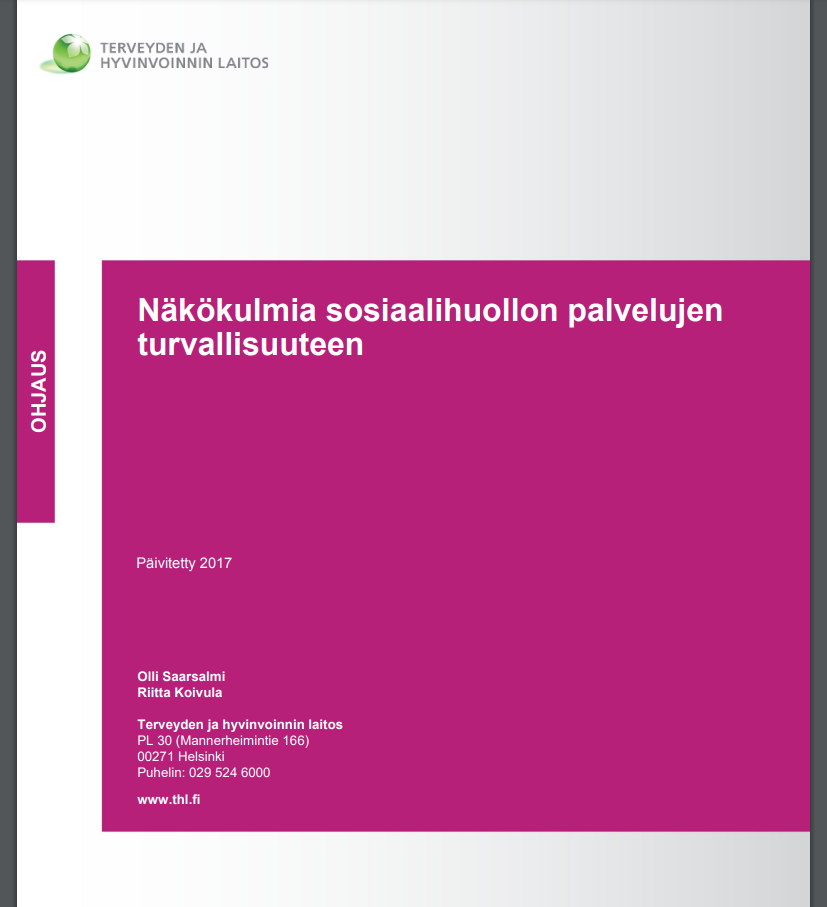 TERVEYDEN JA
HYVINVOINNIN LAITOS
OHJAUS
Näkökulmia sosiaalihuollon palvelujen
turvallisuuteen
Päivitetty 2017
Olli Saarsalmi
Riitta Koivula
Terveyden ja hyvinvoinnin laitos
PL 30 (Mannerheimintie 166)
00271 Helsinki
Puhelin: 029 524 6000
www.thl.fi